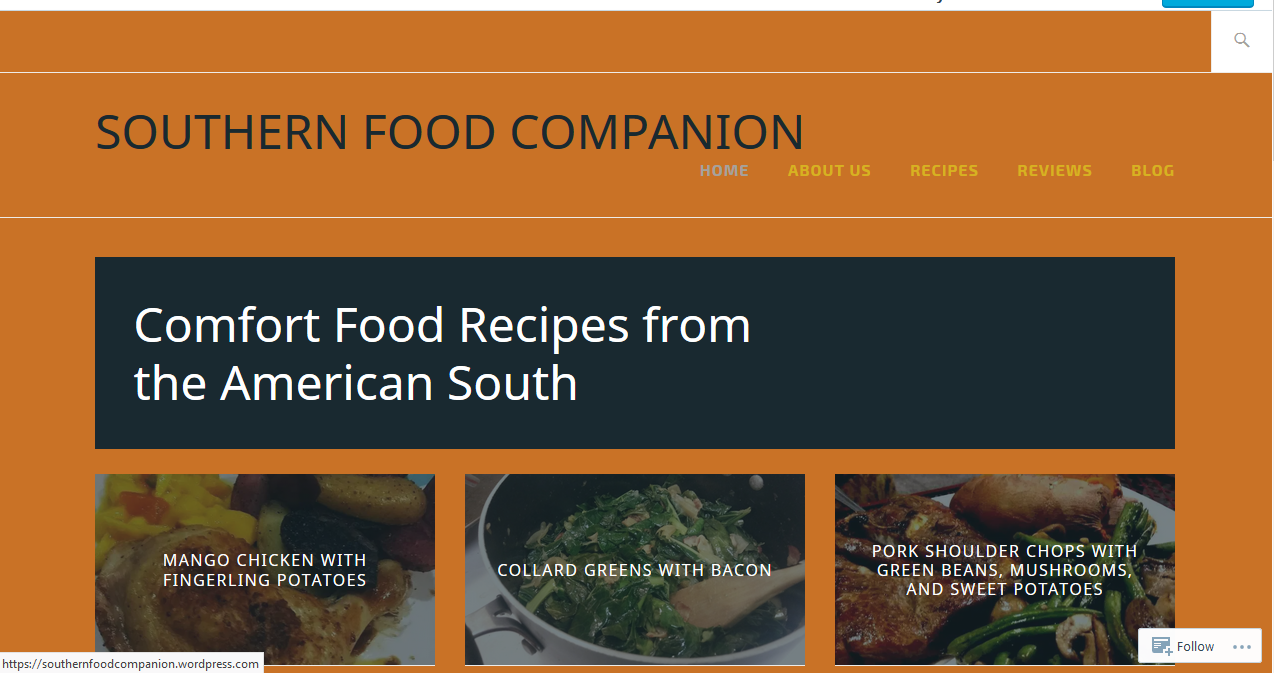 SOUTHERN FOOD COMPANION
HOME ABOUT US RECIPES REVIEWS BLOG
Comfort Food Recipes from
the American South
MANGO CHICKEN WITH
FINGERLING POTATOES
COLLARD GREENS WITH BACON
PORK SHOULDER CHOPS WITH
GREEN BEANS, MUSHROOMS,
AND SWEET POTATOES
Follow
https://southernfoodcompanion.wordpress.com